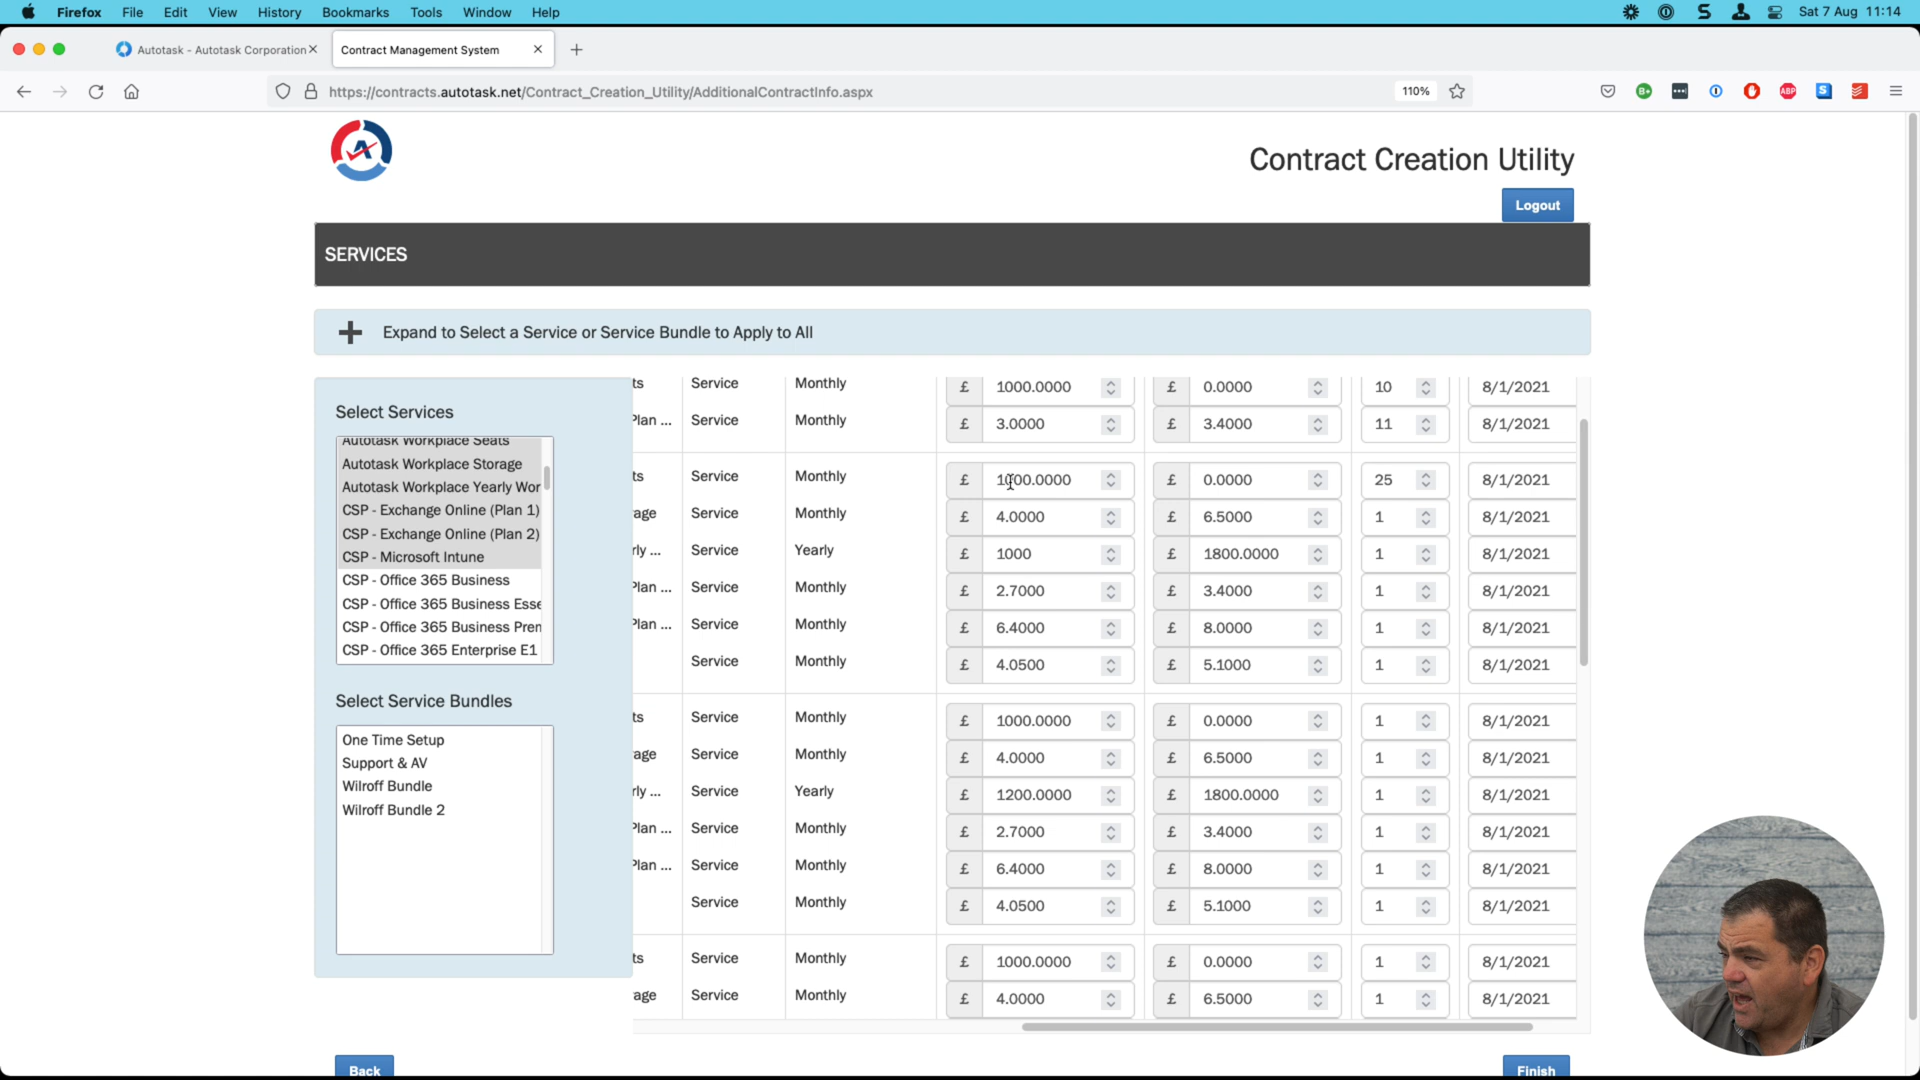 Firefox File Edit View History Bookmarks Tools Window Help Sat 7 Aug 11:14
Autotask - Autotask Corporation
Contract Management System
https://contracts.autotask.net/Contract_Creation_Utility/AdditionalContractInfo.aspx 110%
Contract Creation Utility
Logout
SERVICES
Expand to Select a Service or Service Bundle to Apply to All
Select Services
Autotask Workplace Seats
Autotask Workplace Storage
Autotask Workplace Yearly Wor
CSP - Exchange Online (Plan 1)
CSP - Exchange Online (Plan 2)
CSP - Microsoft Intune
CSP - Office 365 Business
CSP - Office 365 Business Esse
CSP - Office 365 Business Pren
CSP - Office 365 Enterprise E1
Select Service Bundles
One Time Setup
Support & AV
Wilroff Bundle
Wilroff Bundle 2
ts Service Monthly £ 1000.0000 £ 0.0000 10 8/1/2021
Plan ... Service Monthly £ 3.0000 £ 3.4000 11 8/1/2021
ts Service Monthly £ 1000.0000 £ 0.0000 25 8/1/2021
age Service Monthly £ 4.0000 £ 6.5000 1 8/1/2021
rly ... Service Yearly £ 1000 £ 1800.0000 1 8/1/2021
Plan ... Service Monthly £ 2.7000 £ 3.4000 1 8/1/2021
Plan ... Service Monthly £ 6.4000 £ 8.0000 1 8/1/2021
Service Monthly £ 4.0500 £ 5.1000 1 8/1/2021
ts Service Monthly £ 1000.0000 £ 0.0000 1 8/1/2021
age Service Monthly £ 4.0000 £ 6.5000 1 8/1/2021
rly ... Service Yearly £ 1200.0000 £ 1800.0000 1 8/1/2021
Plan ... Service Monthly £ 2.7000 £ 3.4000 1 8/1/2021
Plan ... Service Monthly £ 6.4000 £ 8.0000 1 8/1/2021
Service Monthly £ 4.0500 £ 5.1000 1 8/1/2021
ts Service Monthly £ 1000.0000 £ 0.0000 1 8/1/2021
age Service Monthly £ 4.0000 £ 6.5000 1 8/1/2021
Back
Finish